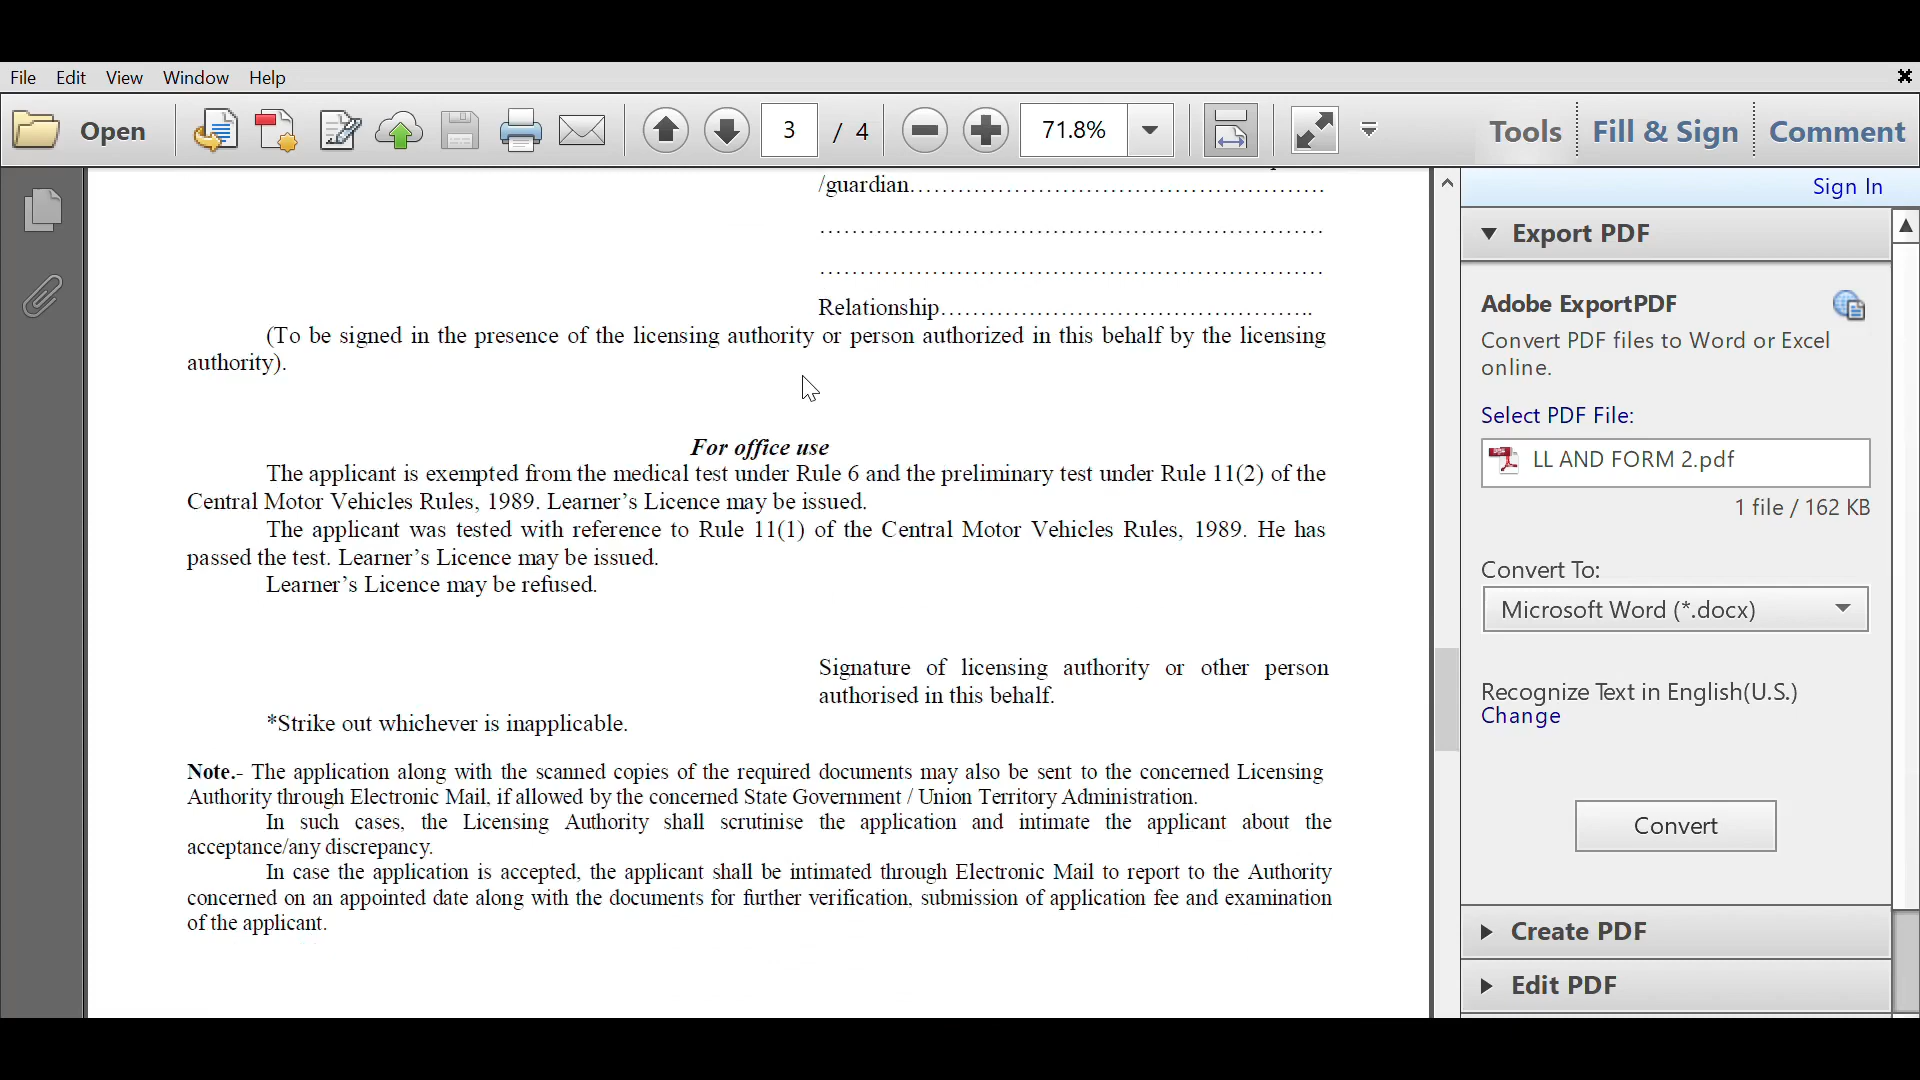 File Edit View Window Help
Open 3 / 4 71.8% Tools Fill & Sign Comment
/guardian……………………………………………
………………………………………………………
………………………………………………………
Relationship………………………………………..
(To be signed in the presence of the licensing authority or person authorized in this behalf by the licensing
authority).
For office use
The applicant is exempted from the medical test under Rule 6 and the preliminary test under Rule 11(2) of the
Central Motor Vehicles Rules, 1989. Learner’s Licence may be issued.
The applicant was tested with reference to Rule 11(1) of the Central Motor Vehicles Rules, 1989. He has
passed the test. Learner’s Licence may be issued.
Learner’s Licence may be refused.
Signature of licensing authority or other person
authorised in this behalf.
*Strike out whichever is inapplicable.
Note.- The application along with the scanned copies of the required documents may also be sent to the concerned Licensing
Authority through Electronic Mail, if allowed by the concerned State Government / Union Territory Administration.
In such cases, the Licensing Authority shall scrutinise the application and intimate the applicant about the
acceptance/any discrepancy.
In case the application is accepted, the applicant shall be intimated through Electronic Mail to report to the Authority
concerned on an appointed date along with the documents for further verification, submission of application fee and examination
of the applicant.
Sign In
Export PDF
Adobe ExportPDF
Convert PDF files to Word or Excel
online.
Select PDF File:
LL AND FORM 2.pdf
1 file / 162 KB
Convert To:
Microsoft Word (*.docx)
Recognize Text in English(U.S.)
Change
Convert
Create PDF
Edit PDF